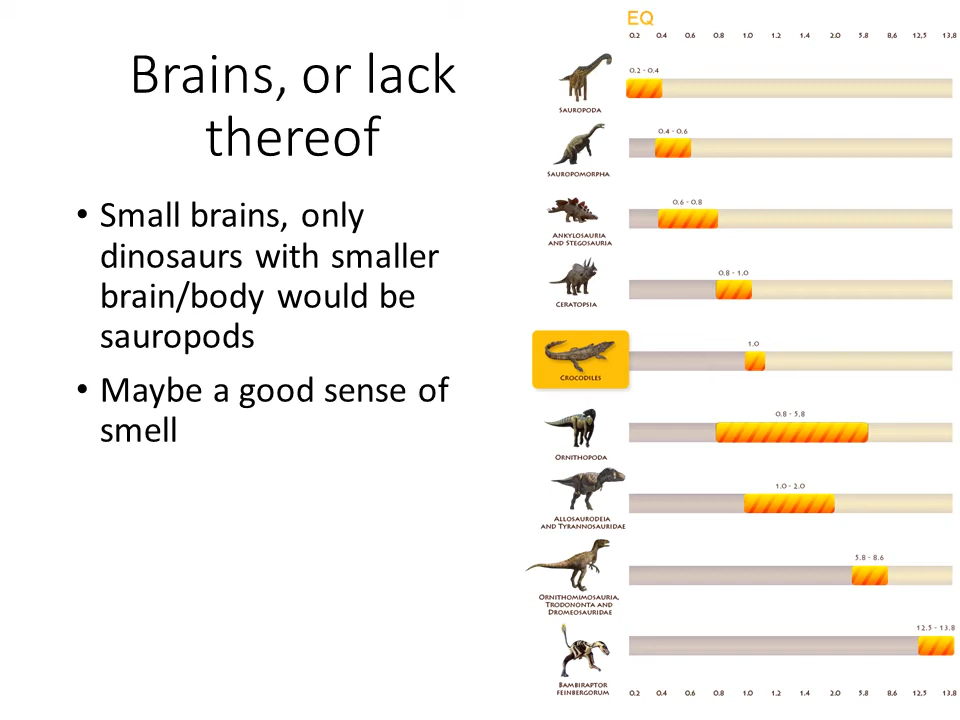 Brains, or lack
thereof
• Small brains, only
dinosaurs with smaller
brain/body would be
sauropods
• Maybe a good sense of
smell
EQ
0.2 0.4 0.6 0.8 1.0 1.2 1.4 2.0 5.8 8,6 12,5 13,8
0.2 - 0.4
SAUROPODA
0.4 - 0.6
SAUROPOMORPHA
0.6 - 0.8
ANKYLOSAURIA
AND STEGOSAURIA
0.8 - 1.0
CERATOPSIA
1.0
CROCODILES
0.8 - 5,8
ORNITHOPODA
1.0 - 2.0
ALLOSAURODEIA
AND TYRANNOSAURIDAE
5.8 - 8.6
ORNITHOMIMOSAURIA,
TRODONONTA AND
DROMEOSAURIDAE
12.5 - 13.8
BAMBIRAPTOR
FEINBERGORUM
0.2 0.4 0.6 0.8 1.0 1.2 1.4 2.0 5.8 8,6 12,5 13,8